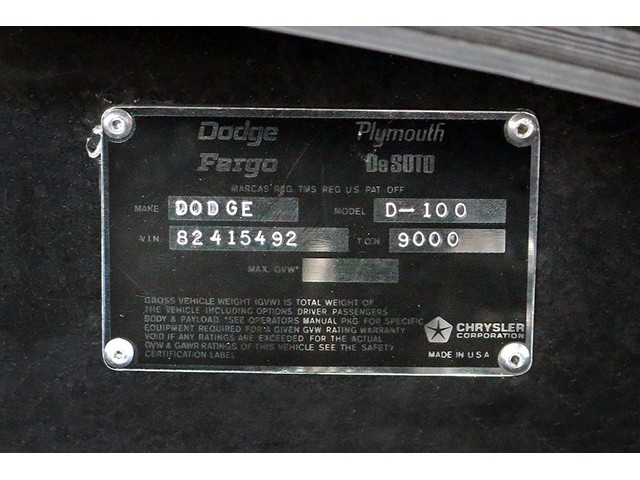 Dodge Plymouth
Fargo DeSOTO
MARCAS REG. TMS REG U.S. PAT. OFF
MAKE DODGE MODEL D-100
V.I.N. 82415492 T.O.N. 9000
MAX. GVW*
GROSS VEHICLE WEIGHT (GVW) IS TOTAL WEIGHT OF
THE VEHICLE INCLUDING OPTIONS, DRIVER, PASSENGERS
BODY & PAYLOAD. *SEE OPERATORS MANUAL PKG. FOR SPECIFIC
EQUIPMENT REQUIRED FOR A GIVEN GVW RATING WARRANTY
VOID IF ANY RATINGS ARE EXCEEDED FOR THE ACTUAL
GVW & GAWR RATINGS OF THIS VEHICLE SEE THE SAFETY
CERTIFICATION LABEL
CHRYSLER
CORPORATION
MADE IN U.S.A